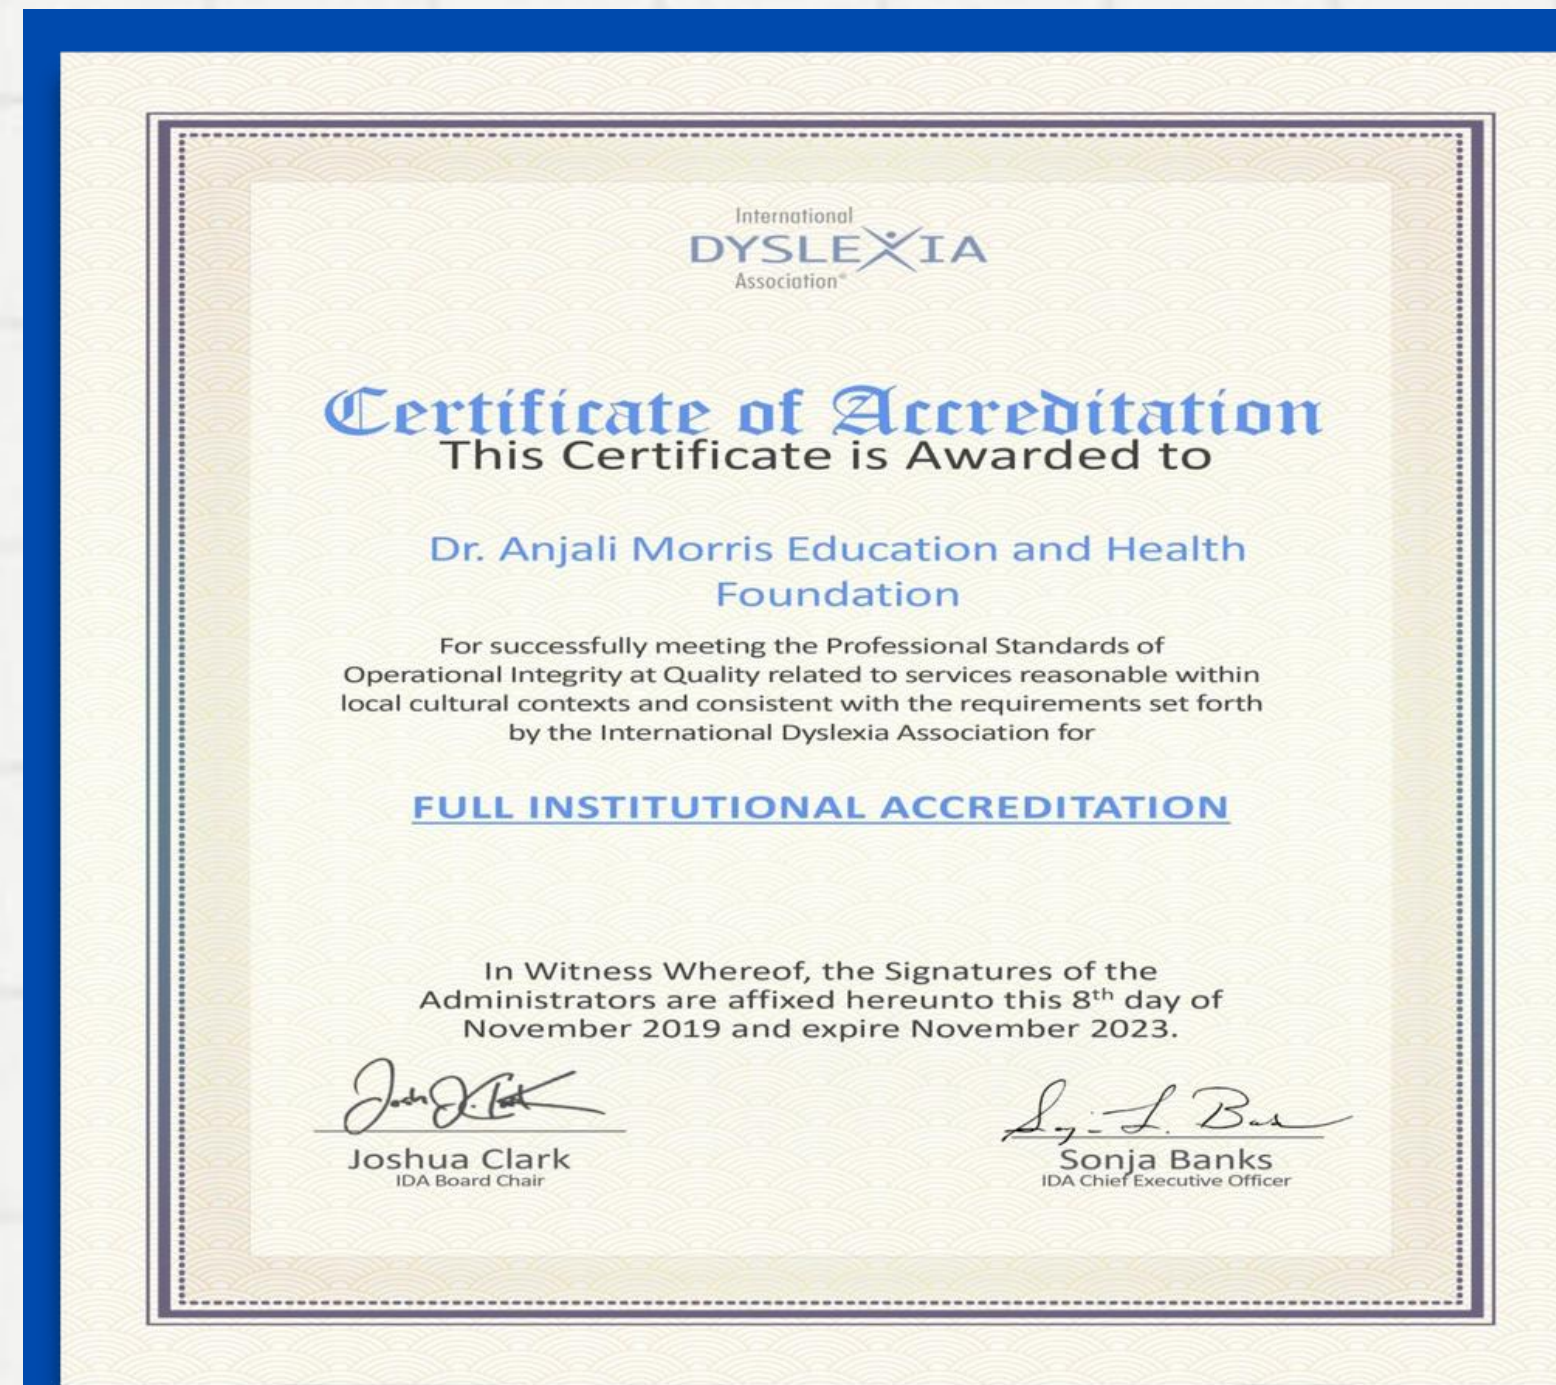 International
DYSLEXIA
Association®
Certificate of Accreditation
This Certificate is Awarded to
Dr. Anjali Morris Education and Health
Foundation
For successfully meeting the Professional Standards of
Operational Integrity at Quality related to services reasonable within
local cultural contexts and consistent with the requirements set forth
by the International Dyslexia Association for
FULL INSTITUTIONAL ACCREDITATION
In Witness Whereof, the Signatures of the
Administrators are affixed hereunto this 8th day of
November 2019 and expire November 2023.
Joshua Clark
IDA Board Chair
Sonja Banks
IDA Chief Executive Officer